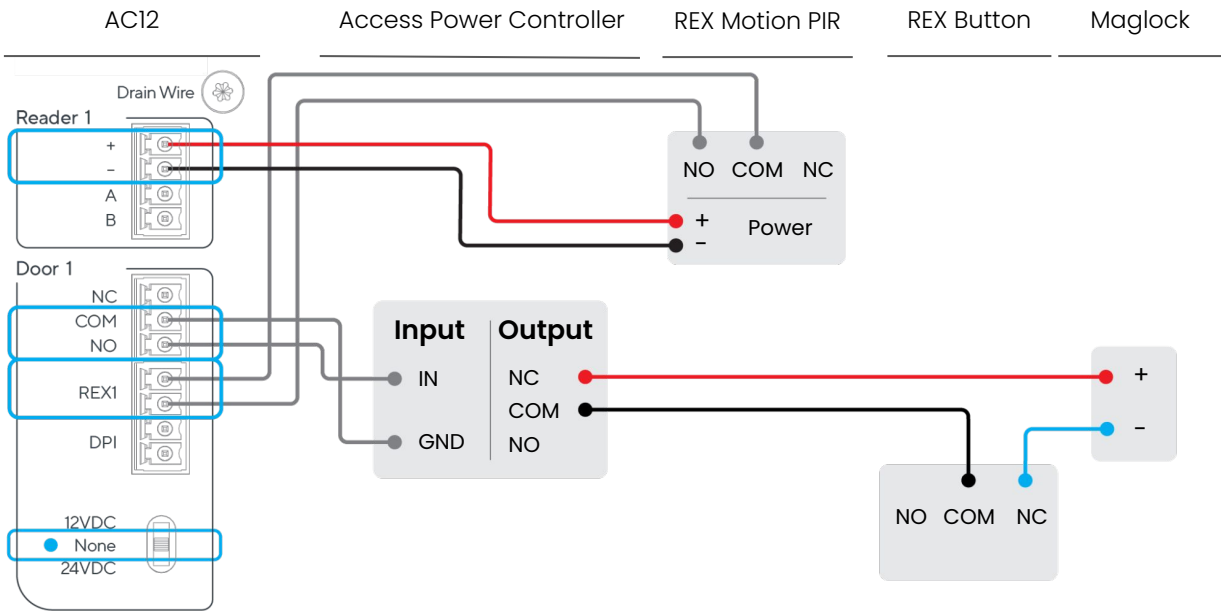 AC12
Access Power Controller
REX Motion PIR
REX Button
Maglock
Drain Wire
Reader 1
+
-
A
B
NO COM NC
+
-
Power
Door 1
NC
COM
NO
REX1
DPI
12VDC
None
24VDC
Input
Output
IN
GND
NC
COM
NO
+
-
NO COM NC